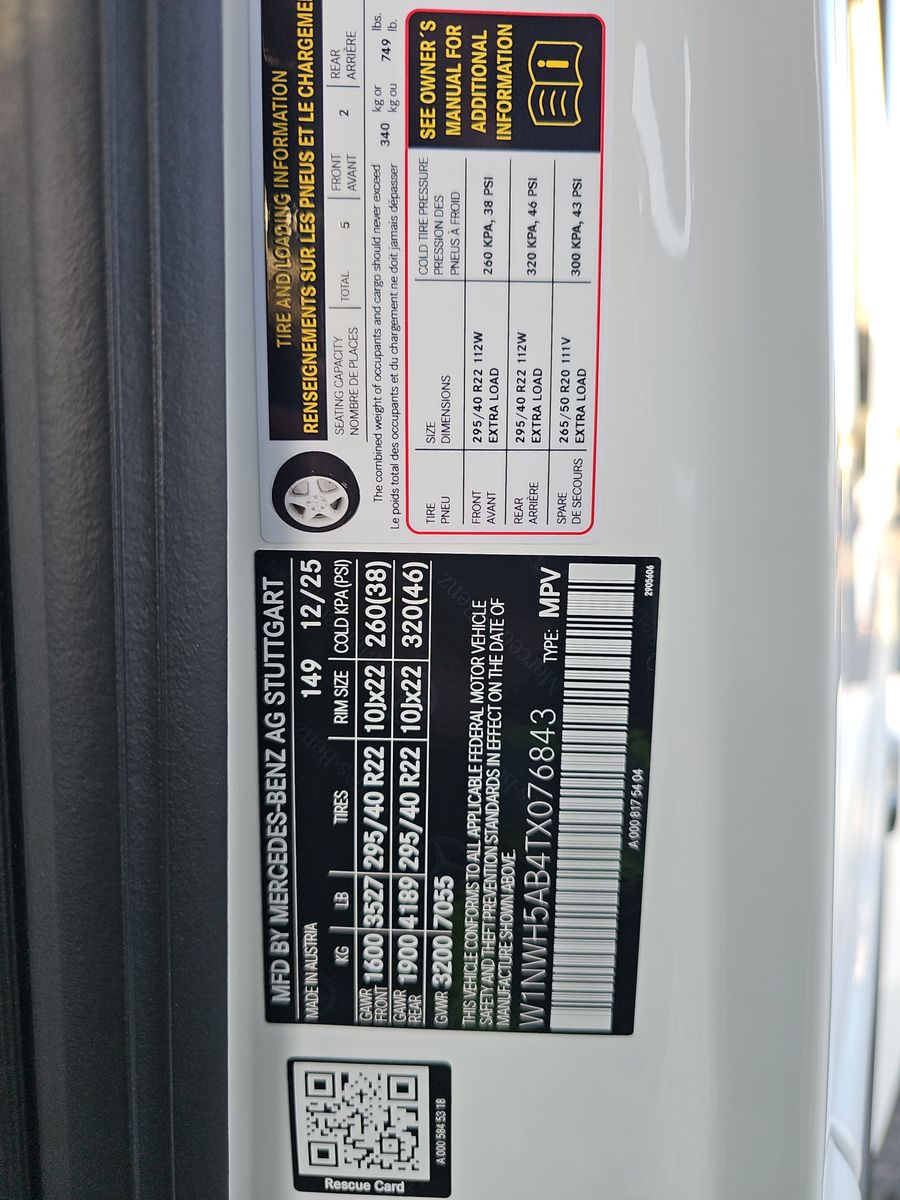 TIRE AND LOADING INFORMATION
RENSEIGNEMENTS SUR LES PNEUS ET LE CHARGEME
SEATING CAPACITY TOTAL 5 FRONT 2 REAR
NOMBRE DE PLACES AVANT ARRIÈRE
The combined weight of occupants and cargo should never exceed 340 kg or 749 lbs.
Le poids total des occupants et du chargement ne doit jamais dépasser kg ou lb.
TIRE SIZE COLD TIRE PRESSURE
PNEU DIMENSIONS PRESSION DES
PNEUS À FROID
FRONT 295/40 R22 112W 260 KPA, 38 PSI
AVANT EXTRA LOAD
REAR 295/40 R22 112W 320 KPA, 46 PSI
ARRIÈRE EXTRA LOAD
SPARE 265/50 R20 111V 300 KPA, 43 PSI
DE SECOURS EXTRA LOAD
SEE OWNER´S
MANUAL FOR
ADDITIONAL
INFORMATION
MFD BY MERCEDES-BENZ AG STUTTGART
MADE IN AUSTRIA 149 12/25
KG LB TIRES RIM SIZE COLD KPA(PSI)
GAWR FRONT 1600 3527 295/40 R22 10Jx22 260(38)
GAWR REAR 1900 4189 295/40 R22 10Jx22 320(46)
GVWR 3200 7055
THIS VEHICLE CONFORMS TO ALL APPLICABLE FEDERAL MOTOR VEHICLE
SAFETY AND THEFT PREVENTION STANDARDS IN EFFECT ON THE DATE OF
MANUFACTURE SHOWN ABOVE.
W1NWH5AB4TX076843 TYPE: MPV
A 000 817 54 04 2905606
Rescue Card
A 000 584 53 18